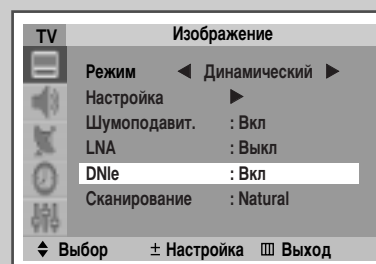 TV Изображение
Режим ◀ Динамический ▶
Настройка ▶
Шумоподавит. : Вкл
LNA : Выкл
DNIe : Вкл
Сканирование : Natural
Выбор ± Настройка Выход